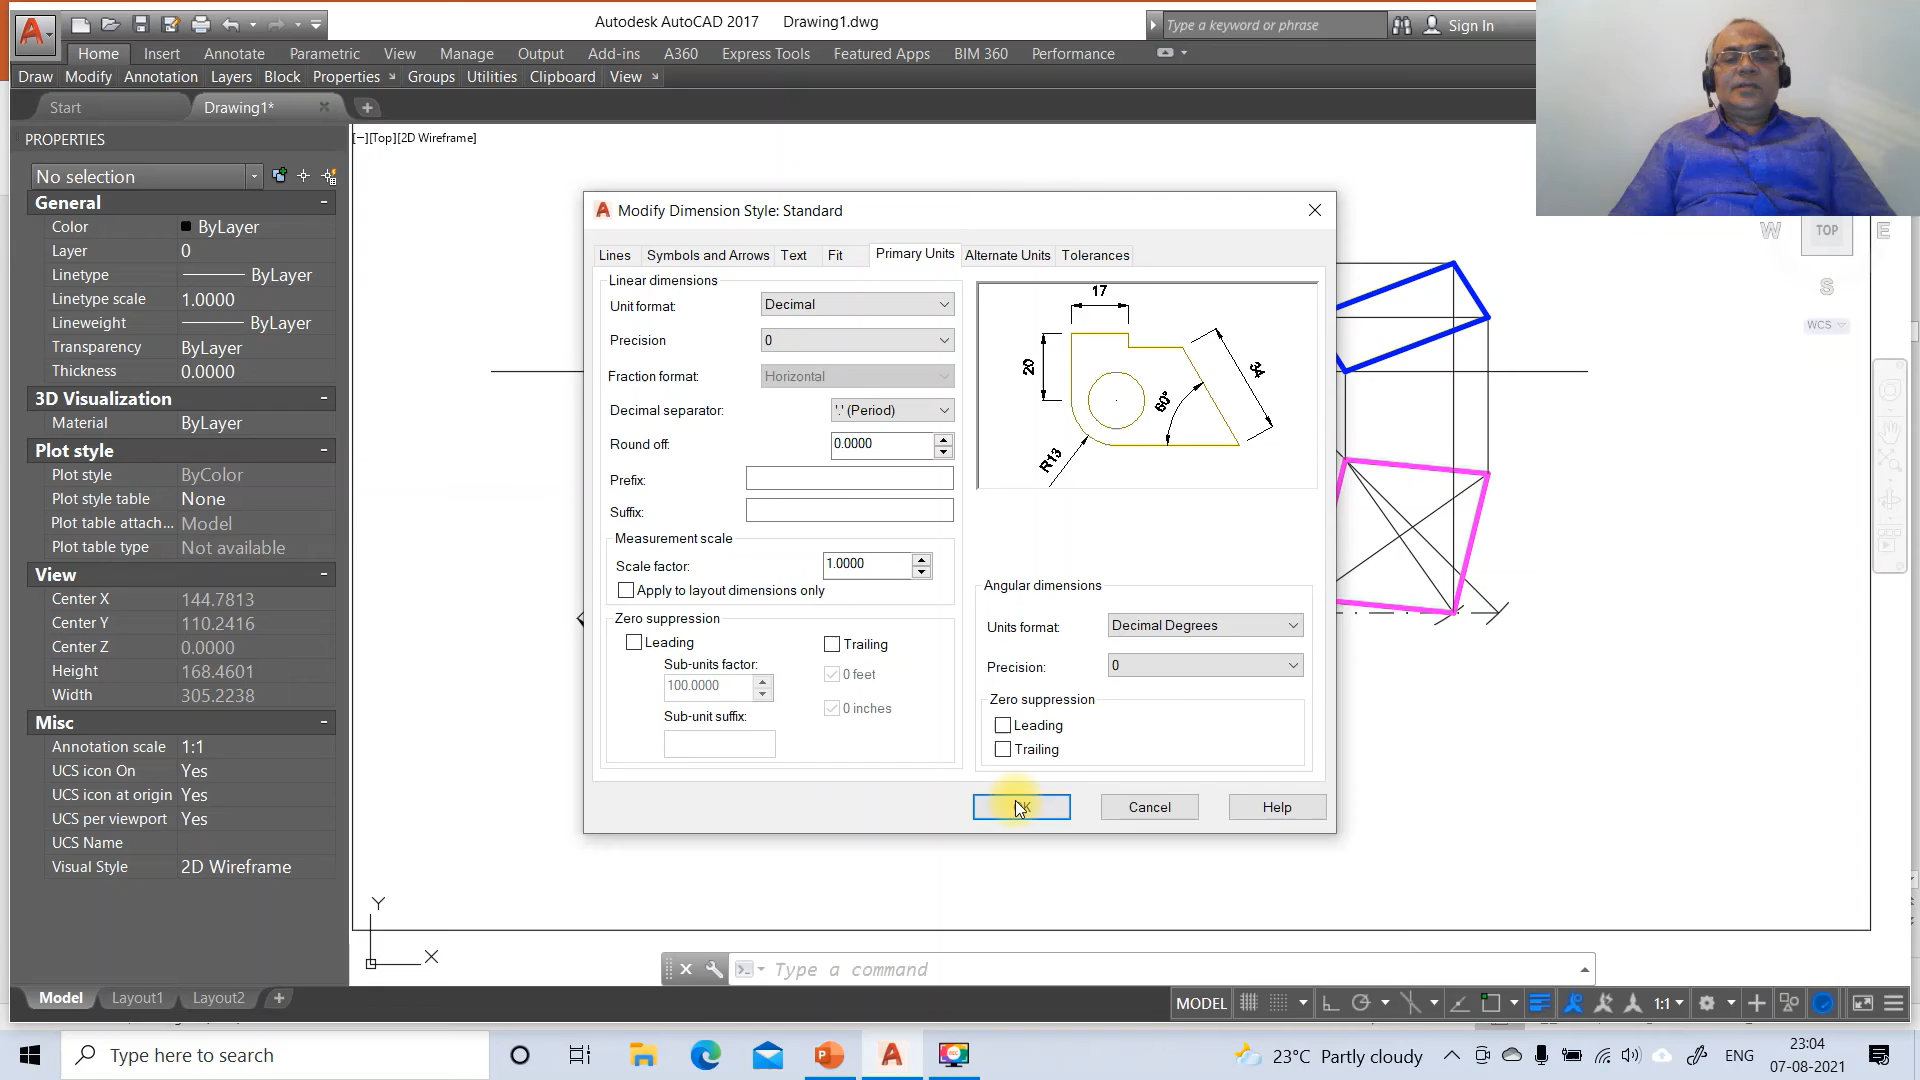 Autodesk AutoCAD 2017 Drawing1.dwg
Type a keyword or phrase
Sign In
Home Insert Annotate Parametric View Manage Output Add-ins A360 Express Tools Featured Apps BIM 360 Performance
Draw Modify Annotation Layers Block Properties Groups Utilities Clipboard View
Start Drawing1*
PROPERTIES
[−][Top][2D Wireframe]
No selection
General
Color ByLayer
Layer 0
Linetype ByLayer
Linetype scale 1.0000
Lineweight ByLayer
Transparency ByLayer
Thickness 0.0000
3D Visualization
Material ByLayer
Plot style
Plot style ByColor
Plot style table None
Plot table attach... Model
Plot table type Not available
View
Center X 144.7813
Center Y 110.2416
Center Z 0.0000
Height 168.4601
Width 305.2238
Misc
Annotation scale 1:1
UCS icon On Yes
UCS icon at origin Yes
UCS per viewport Yes
UCS Name
Visual Style 2D Wireframe
Modify Dimension Style: Standard
Lines Symbols and Arrows Text Fit Primary Units Alternate Units Tolerances
Linear dimensions
Unit format: Decimal
Precision 0
Fraction format: Horizontal
Decimal separator: '.' (Period)
Round off: 0.0000
Prefix:
Suffix:
Measurement scale
Scale factor: 1.0000
Apply to layout dimensions only
Zero suppression
Leading Trailing
Sub-units factor: 0 feet
100.0000
Sub-unit suffix: 0 inches
17
20
34
60°
R13
Angular dimensions
Units format: Decimal Degrees
Precision: 0
Zero suppression
Leading
Trailing
Cancel Help
W TOP E
S
WCS
Y
X
Type a command
Model Layout1 Layout2
MODEL 1:1
Type here to search
23°C Partly cloudy
ENG
23:04
07-08-2021